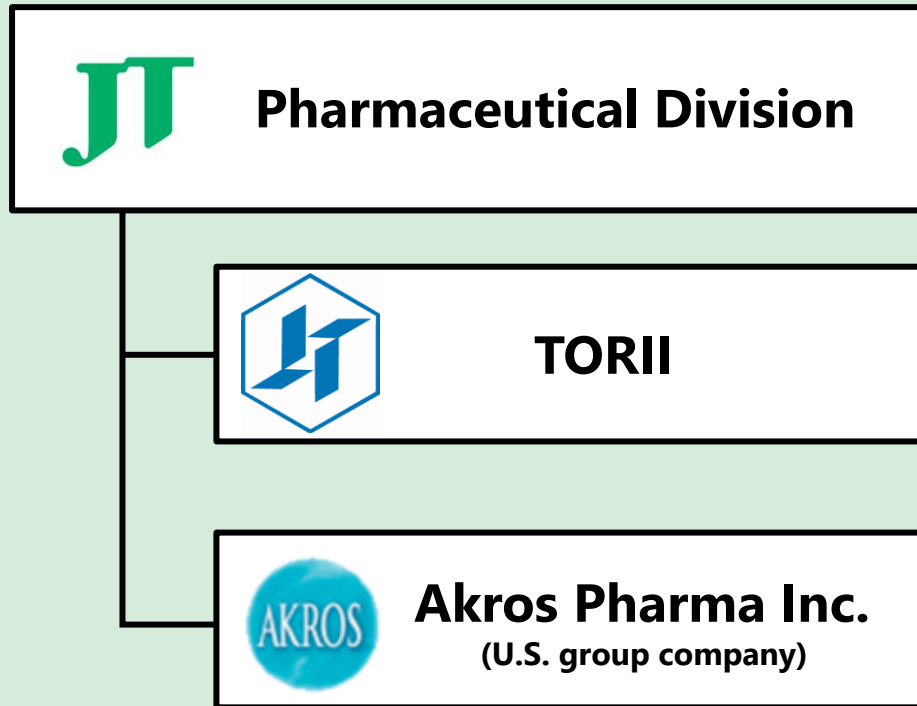 JT
Pharmaceutical Division
TORII
AKROS
Akros Pharma Inc.
(U.S. group company)